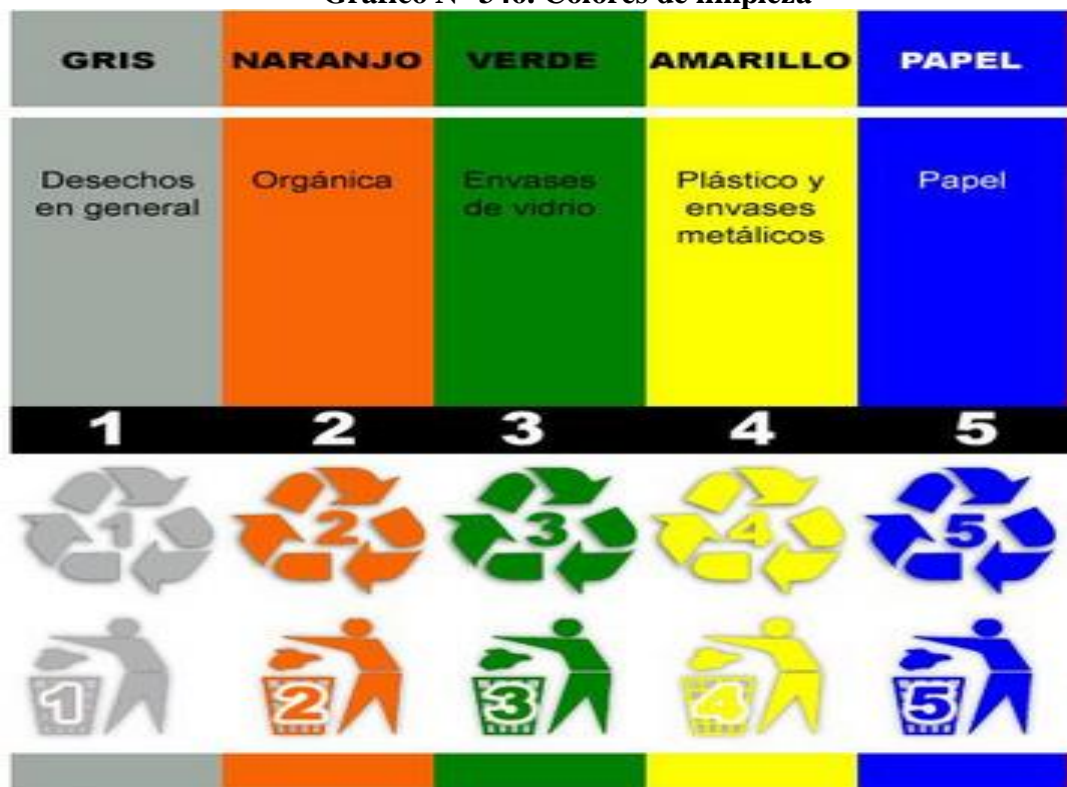 Gráfico N° 346. Colores de limpieza
GRIS
NARANJO
VERDE
AMARILLO
PAPEL
Desechos
en general
Orgánica
Envases
de vidrio
Plástico y
envases
metálicos
Papel
1
2
3
4
5
1
2
3
4
5
1
2
3
4
5